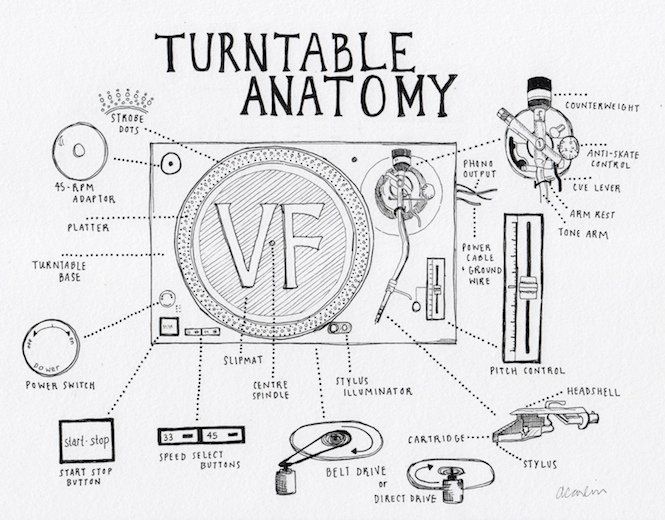 TURNTABLE
ANATOMY
STROBE
DOTS
45-RPM
ADAPTOR
PLATTER
TURNTABLE
BASE
POWER
POWER SWITCH
start·stop
START STOP
BUTTON
33 45
SPEED SELECT
BUTTONS
VF
SLIPMAT
CENTRE
SPINDLE
STYLUS
ILLUMINATOR
BELT DRIVE
or
DIRECT DRIVE
COUNTERWEIGHT
ANTI-SKATE
CONTROL
CUE LEVER
ARM REST
TONE ARM
PHONO
OUTPUT
POWER
CABLE
+ GROUND
WIRE
PITCH CONTROL
HEADSHELL
CARTRIDGE
STYLUS